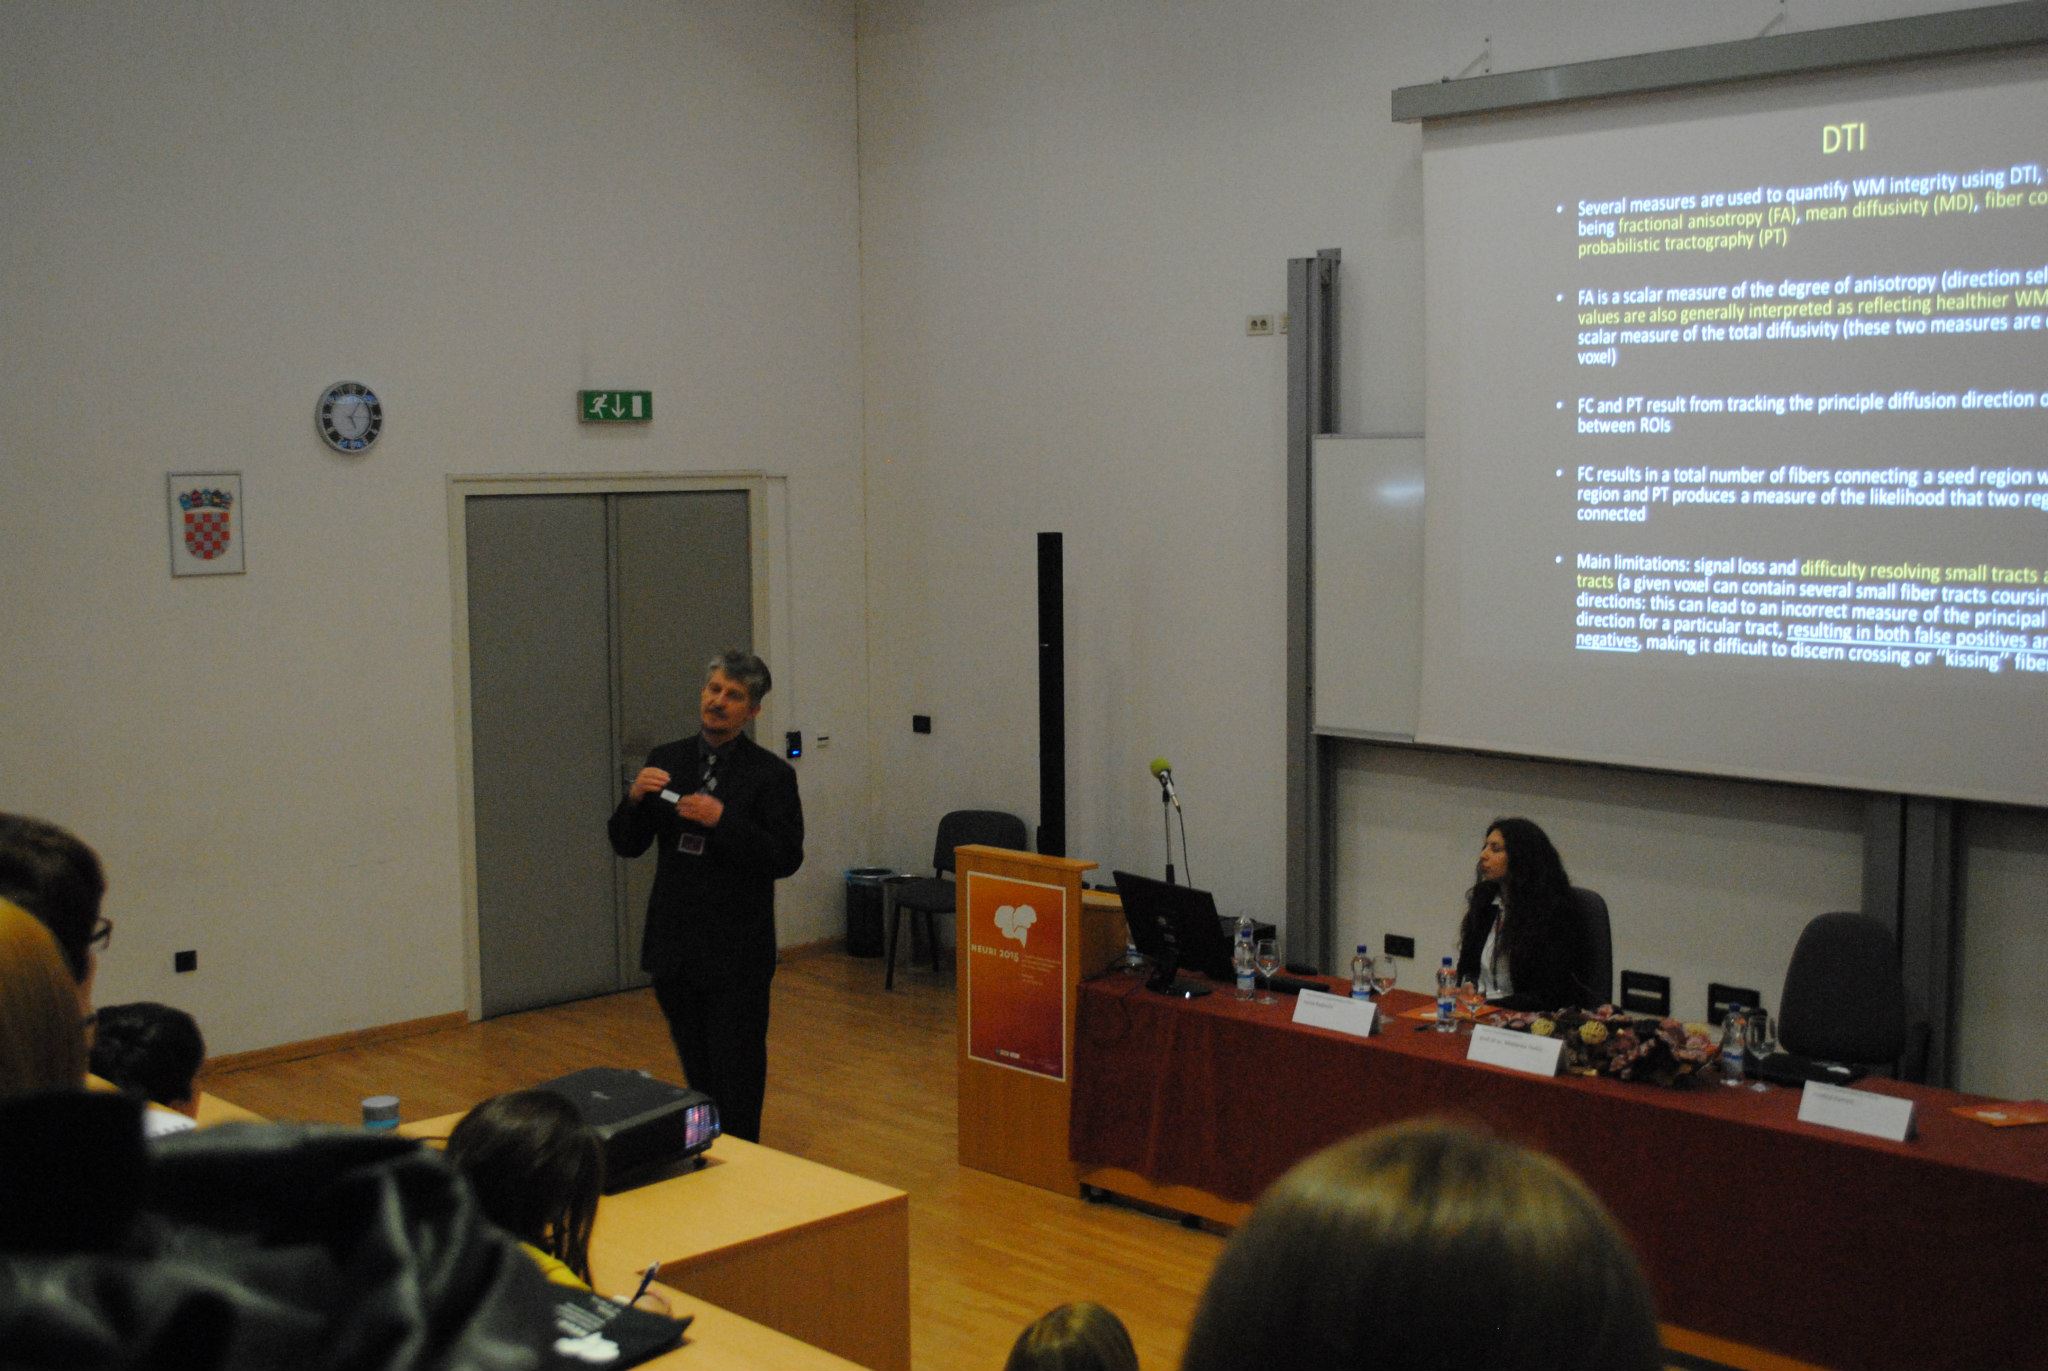 DTI
• Several measures are used to quantify WM integrity using DTI,
being fractional anisotropy (FA), mean diffusivity (MD), fiber co
probabilistic tractography (PT)
• FA is a scalar measure of the degree of anisotropy (direction sel
values are also generally interpreted as reflecting healthier WM
scalar measure of the total diffusivity (these two measures are
voxel)
• FC and PT result from tracking the principle diffusion direction
between ROIs
• FC results in a total number of fibers connecting a seed region w
region and PT produces a measure of the likelihood that two reg
connected
• Main limitations: signal loss and difficulty resolving small tracts a
tracts (a given voxel can contain several small fiber tracts coursin
directions: this can lead to an incorrect measure of the principal
direction for a particular tract, resulting in both false positives an
negatives, making it difficult to discern crossing or “kissing” fibe
NEURI 2015